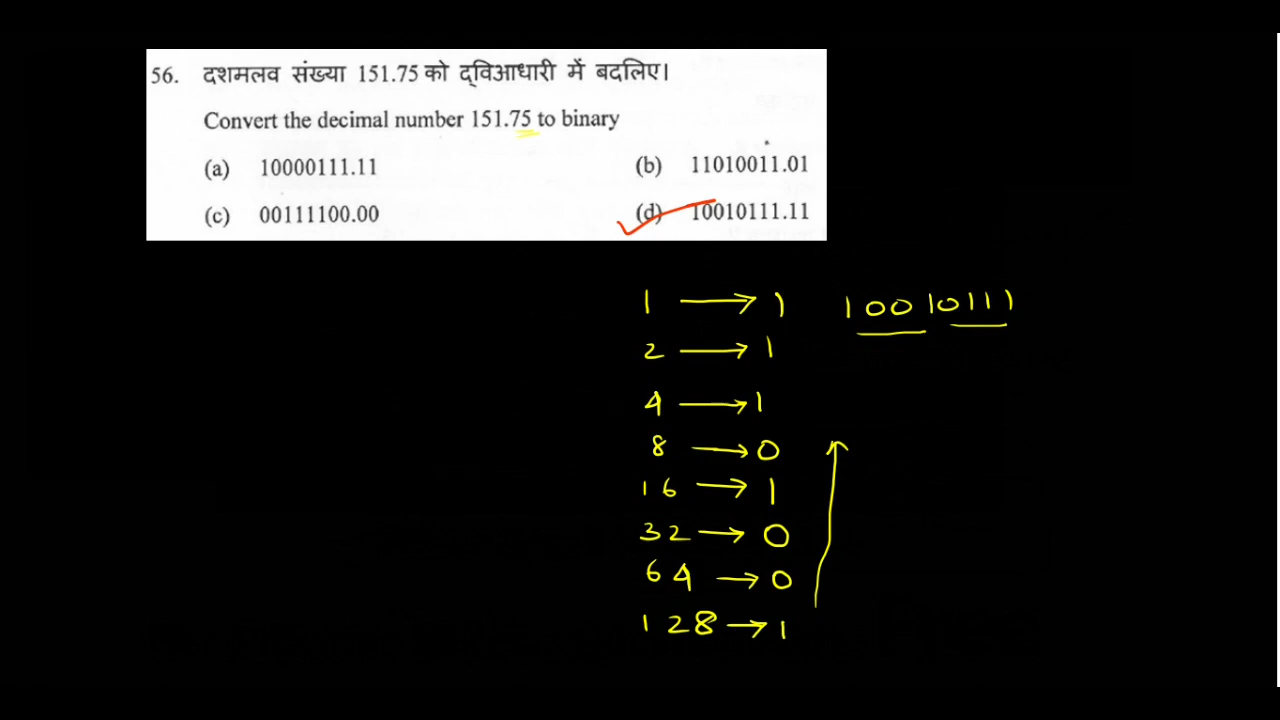 56. दशमलव संख्या 151.75 को द्विआधारी में बदलिए।
Convert the decimal number 151.75 to binary
(a) 10000111.11 (b) 11010011.01
(c) 00111100.00 (d) 10010111.11
1 → 1 10010111
2 → 1
4 → 1
8 → 0
16 → 1
32 → 0
64 → 0
128 → 1